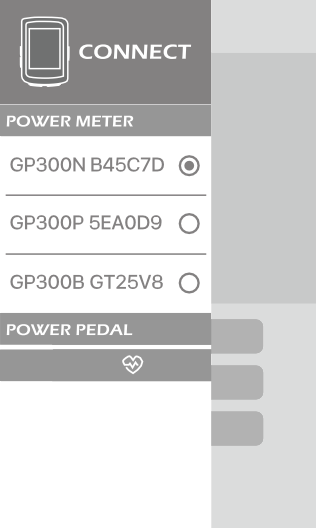 CONNECT
POWER METER
GP300N B45C7D
GP300P 5EA0D9
GP300B GT25V8
POWER PEDAL